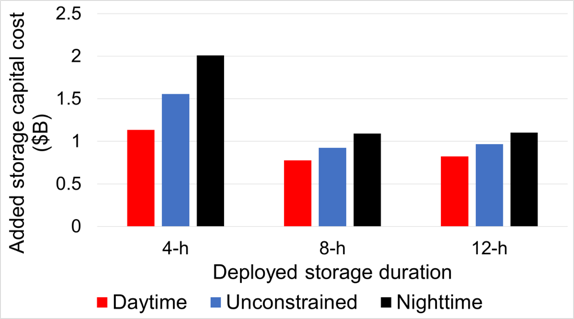 Added storage capital cost
($B)
2.5
2
1.5
1
0.5
0
4-h
8-h
12-h
Deployed storage duration
Daytime
Unconstrained
Nighttime